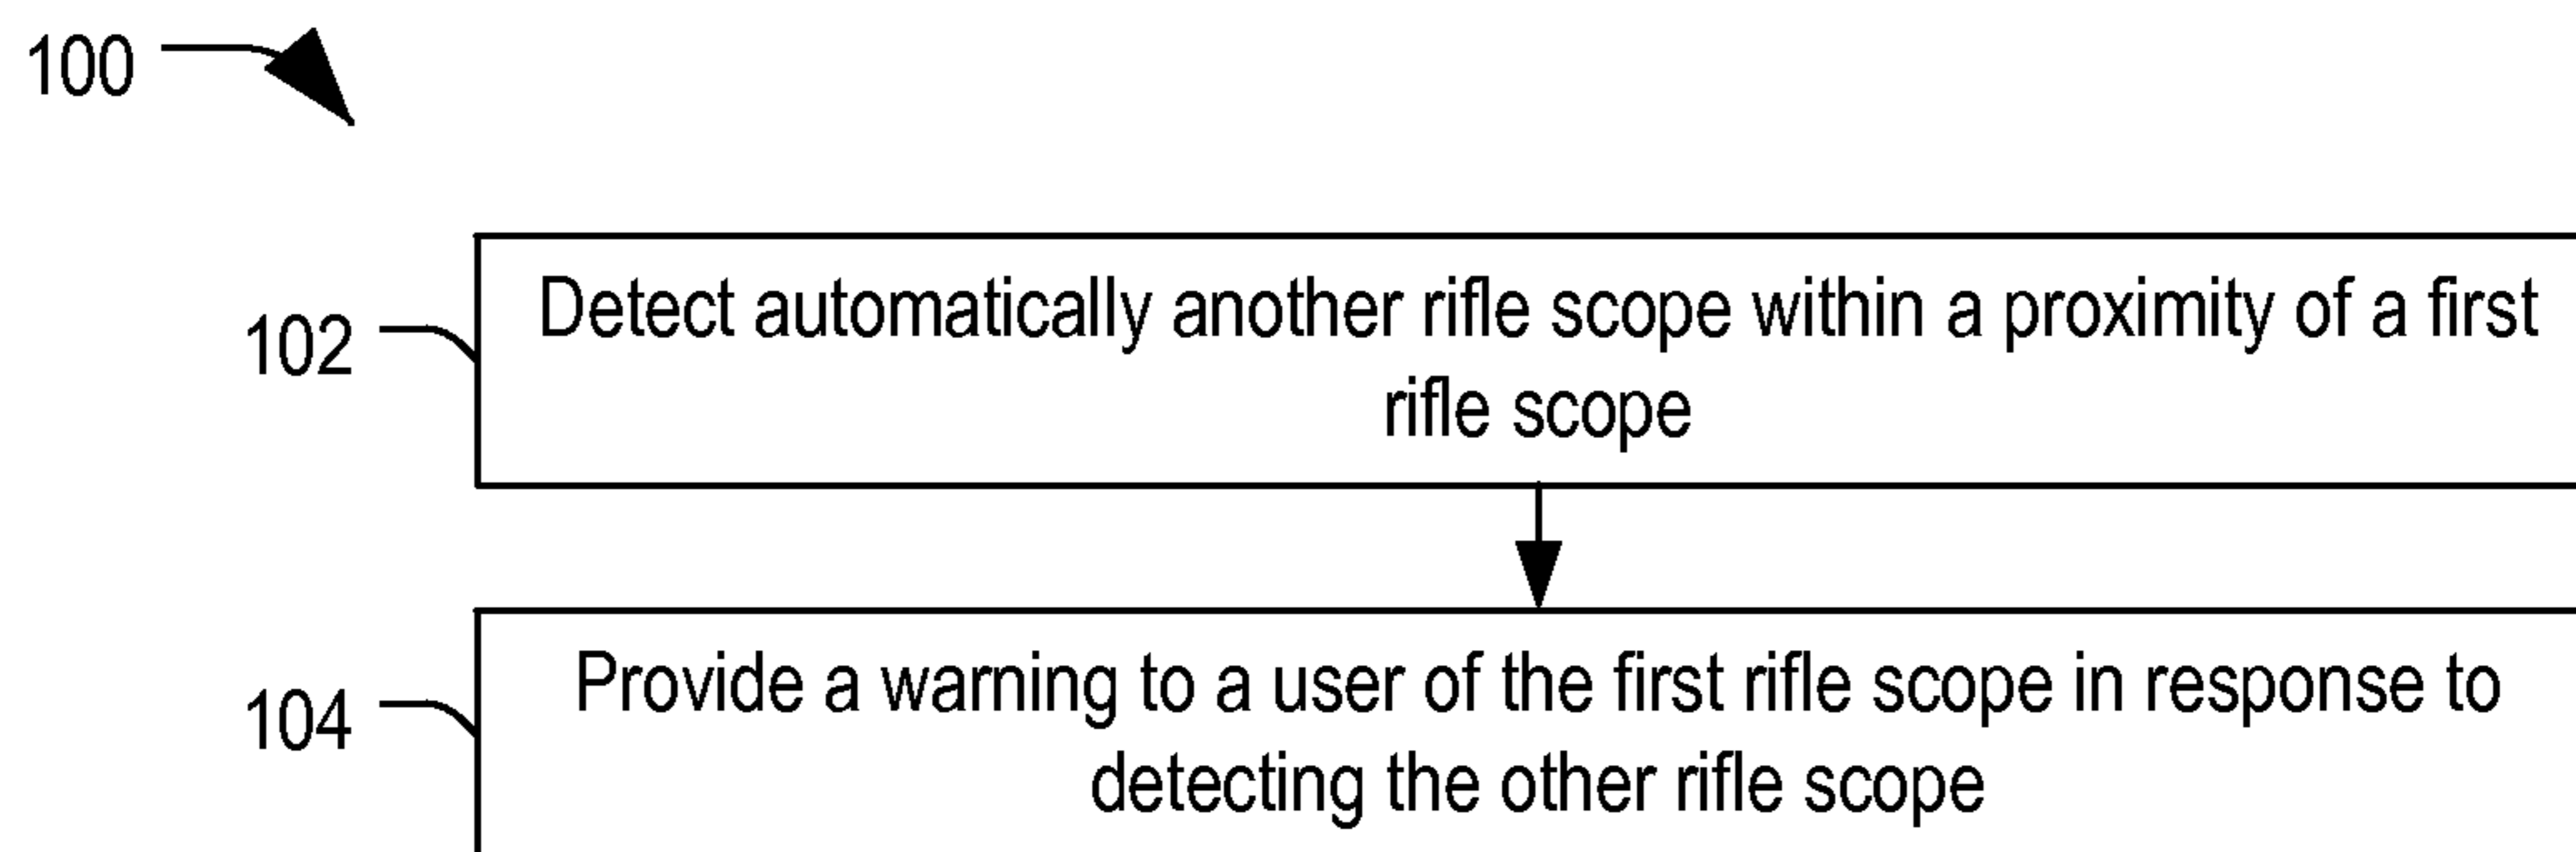 100
102
Detect automatically another rifle scope within a proximity of a first
rifle scope
104
Provide a warning to a user of the first rifle scope in response to
detecting the other rifle scope